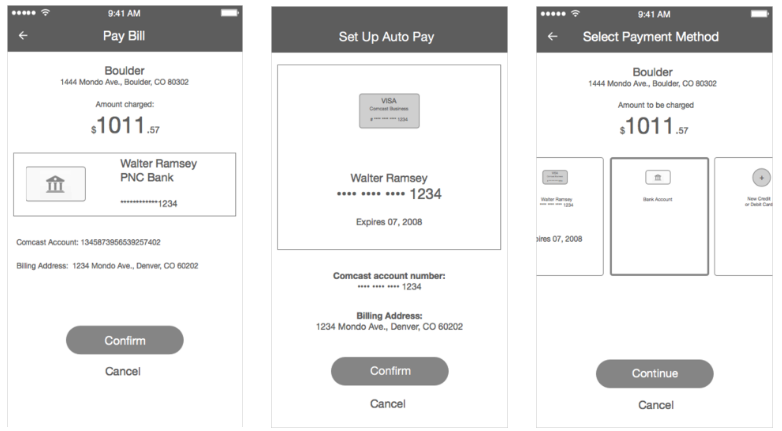 9:41 AM
Pay Bill
Boulder
1444 Mondo Ave., Boulder, CO 80302
Amount charged:
$1011.57
Walter Ramsey
PNC Bank
************1234
Comcast Account: 1345873956539257402
Billing Address: 1234 Mondo Ave., Denver, CO 60202
Confirm
Cancel
Set Up Auto Pay
VISA
Comcast Business
1234
Walter Ramsey
•••• •••• •••• 1234
Expires 07, 2008
Comcast account number:
•••• •••• •••• 1234
Billing Address:
1234 Mondo Ave., Denver, CO 60202
Confirm
Cancel
9:41 AM
Select Payment Method
Boulder
1444 Mondo Ave., Boulder, CO 80302
Amount to be charged
$1011.57
Walter Ramsey
•••• •••• •••• 1234
pires 07, 2008
Bank Account
+
New Credit
or Debit Card
Continue
Cancel